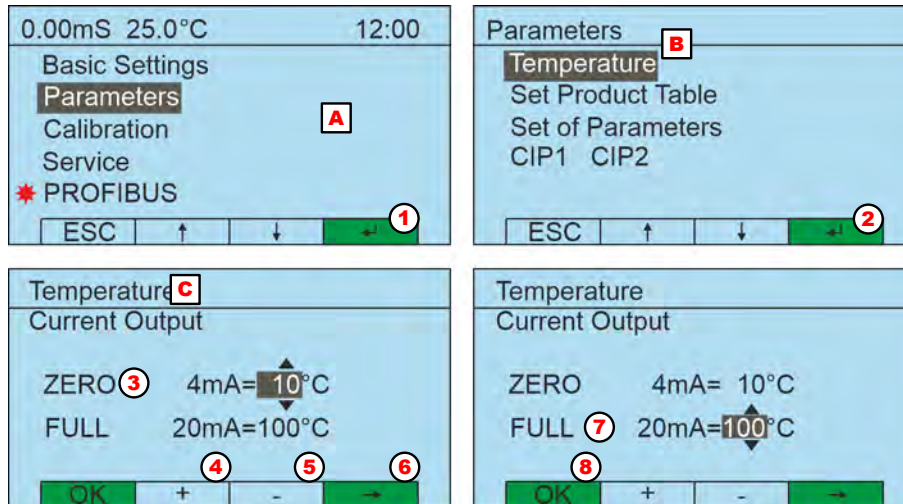 0.00mS 25.0°C 12:00
Basic Settings
Parameters
A
Calibration
Service
PROFIBUS
1
ESC ↑ ↓ ↵
Parameters
B
Temperature
Set Product Table
Set of Parameters
CIP1 CIP2
2
ESC ↑ ↓ ↵
Temperature C
Current Output
ZERO 3 4mA= 10°C
FULL 20mA=100°C
4 5 6
OK + - →
Temperature
Current Output
ZERO 4mA= 10°C
FULL 7 20mA=100°C
8
OK + - →